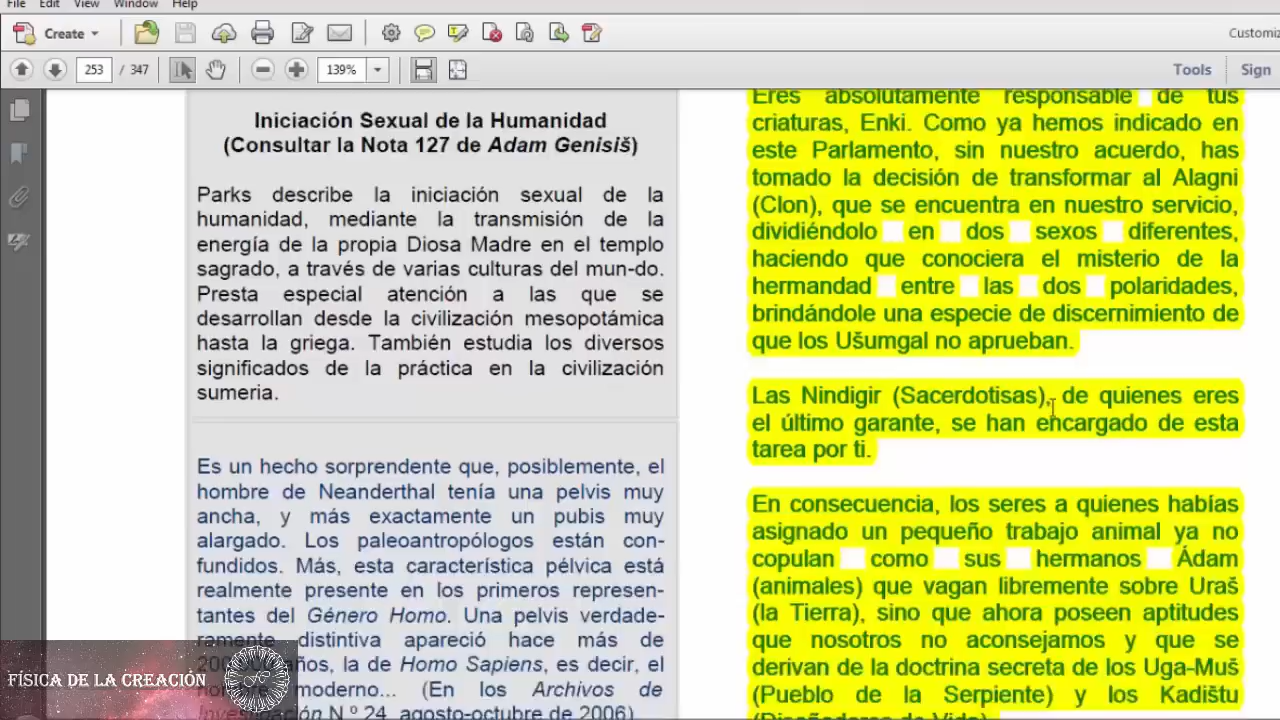 File Edit View Window Help
Create
Customiz
253 / 347
139%
Tools Sign
Iniciación Sexual de la Humanidad
(Consultar la Nota 127 de Adam Genisiš)
Parks describe la iniciación sexual de la
humanidad, mediante la transmisión de la
energía de la propia Diosa Madre en el templo
sagrado, a través de varias culturas del mun-do.
Presta especial atención a las que se
desarrollan desde la civilización mesopotámica
hasta la griega. También estudia los diversos
significados de la práctica en la civilización
sumeria.
Es un hecho sorprendente que, posiblemente, el
hombre de Neanderthal tenía una pelvis muy
ancha, y más exactamente un pubis muy
alargado. Los paleoantropólogos están con-
fundidos. Más, esta característica pélvica está
realmente presente en los primeros represen-
tantes del Género Homo. Una pelvis verdade-
ramente distintiva apareció hace más de
años, la de Homo Sapiens, es decir, el
moderno... (En los Archivos de
Investigación N.º 24, agosto-octubre de 2006).
Eres absolutamente responsable de tus
criaturas, Enki. Como ya hemos indicado en
este Parlamento, sin nuestro acuerdo, has
tomado la decisión de transformar al Alagni
(Clon), que se encuentra en nuestro servicio,
dividiéndolo en dos sexos diferentes,
haciendo que conociera el misterio de la
hermandad entre las dos polaridades,
brindándole una especie de discernimiento de
que los Ušumgal no aprueban.
Las Nindigir (Sacerdotisas), de quienes eres
el último garante, se han encargado de esta
tarea por ti.
En consecuencia, los seres a quienes habías
asignado un pequeño trabajo animal ya no
copulan como sus hermanos Ádam
(animales) que vagan libremente sobre Uraš
(la Tierra), sino que ahora poseen aptitudes
que nosotros no aconsejamos y que se
derivan de la doctrina secreta de los Uga-Muš
(Pueblo de la Serpiente) y los Kadištu
(Diseñadores de Vida).
FÍSICA DE LA CREACIÓN